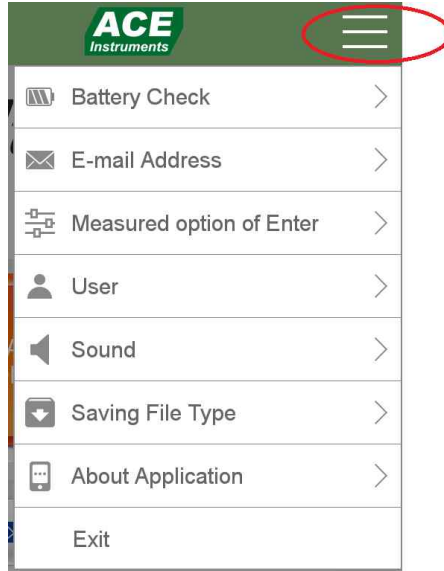 ACE
Instruments
Battery Check
E-mail Address
Measured option of Enter
User
Sound
Saving File Type
About Application
Exit